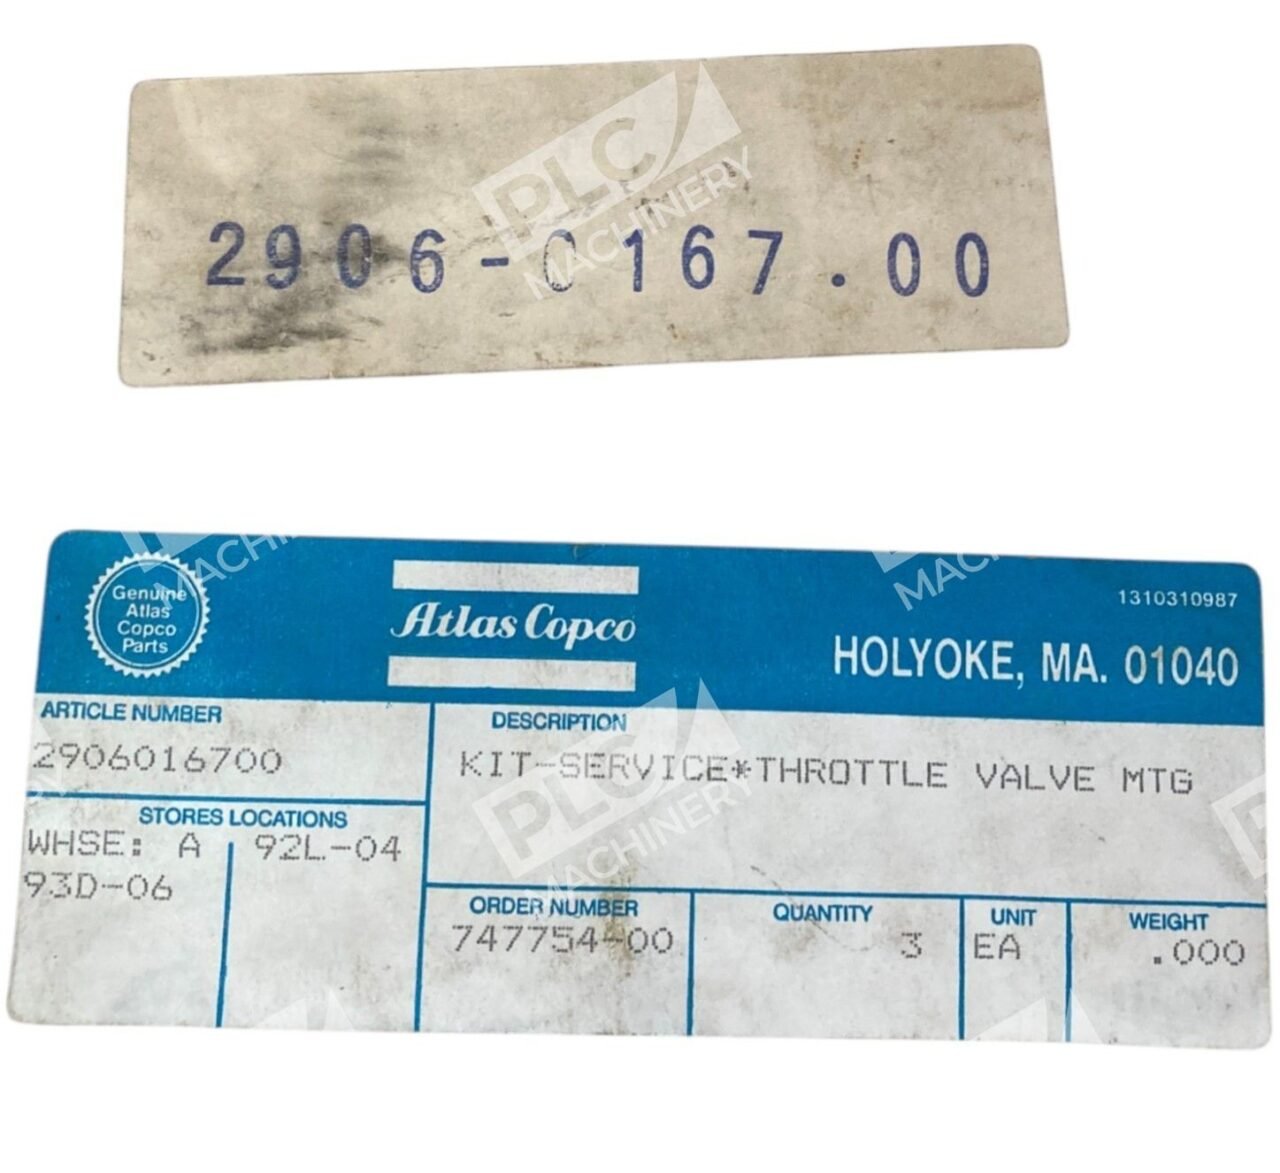 2906-0167.00
PLC
MACHINERY
Genuine
Atlas
Copco
Parts
Atlas Copco
1310310987
HOLYOKE, MA. 01040
ARTICLE NUMBER
2906016700
DESCRIPTION
KIT-SERVICE*THROTTLE VALVE MTG
STORES LOCATIONS
WHSE: A 92L-04
93D-06
PLC
MACHINERY
ORDER NUMBER
747754-00
QUANTITY
3
UNIT
EA
WEIGHT
.000